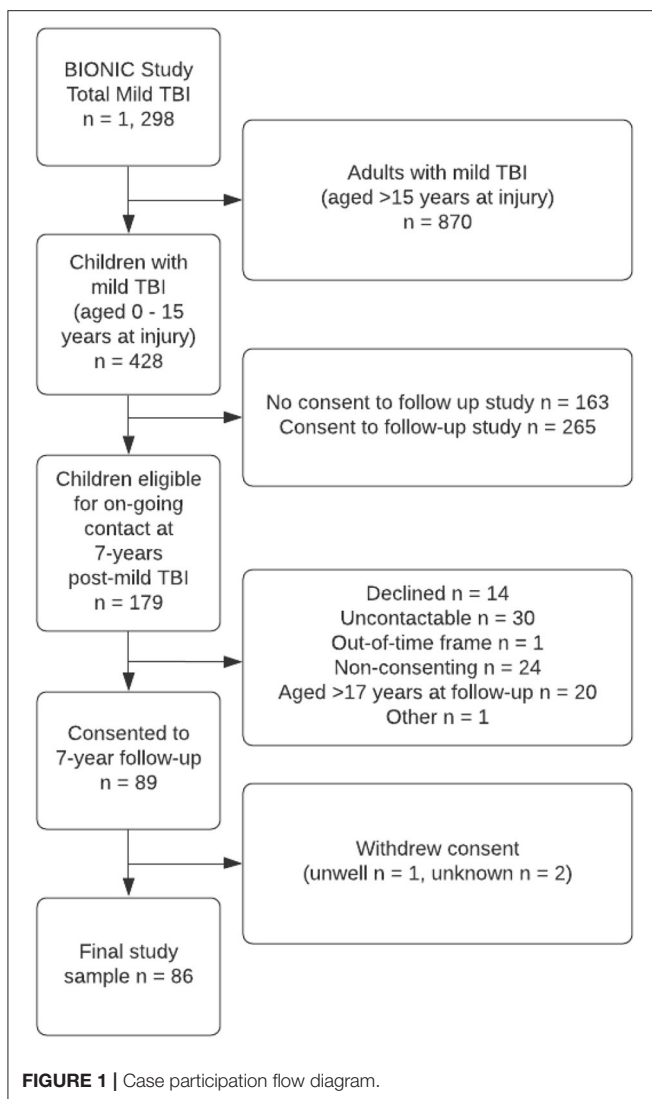 BIONIC Study
Total Mild TBI
n = 1, 298
Adults with mild TBI
(aged >15 years at injury)
n = 870
Children with
mild TBI
(aged 0 - 15
years at injury)
n = 428
No consent to follow up study n = 163
Consent to follow-up study n = 265
Children eligible
for on-going
contact at
7-years
post-mild TBI
n = 179
Declined n = 14
Uncontactable n = 30
Out-of-time frame n = 1
Non-consenting n = 24
Aged >17 years at follow-up n = 20
Other n = 1
Consented to
7-year follow-up
n = 89
Withdrew consent
(unwell n = 1, unknown n = 2)
Final study
sample n = 86
FIGURE 1 | Case participation flow diagram.